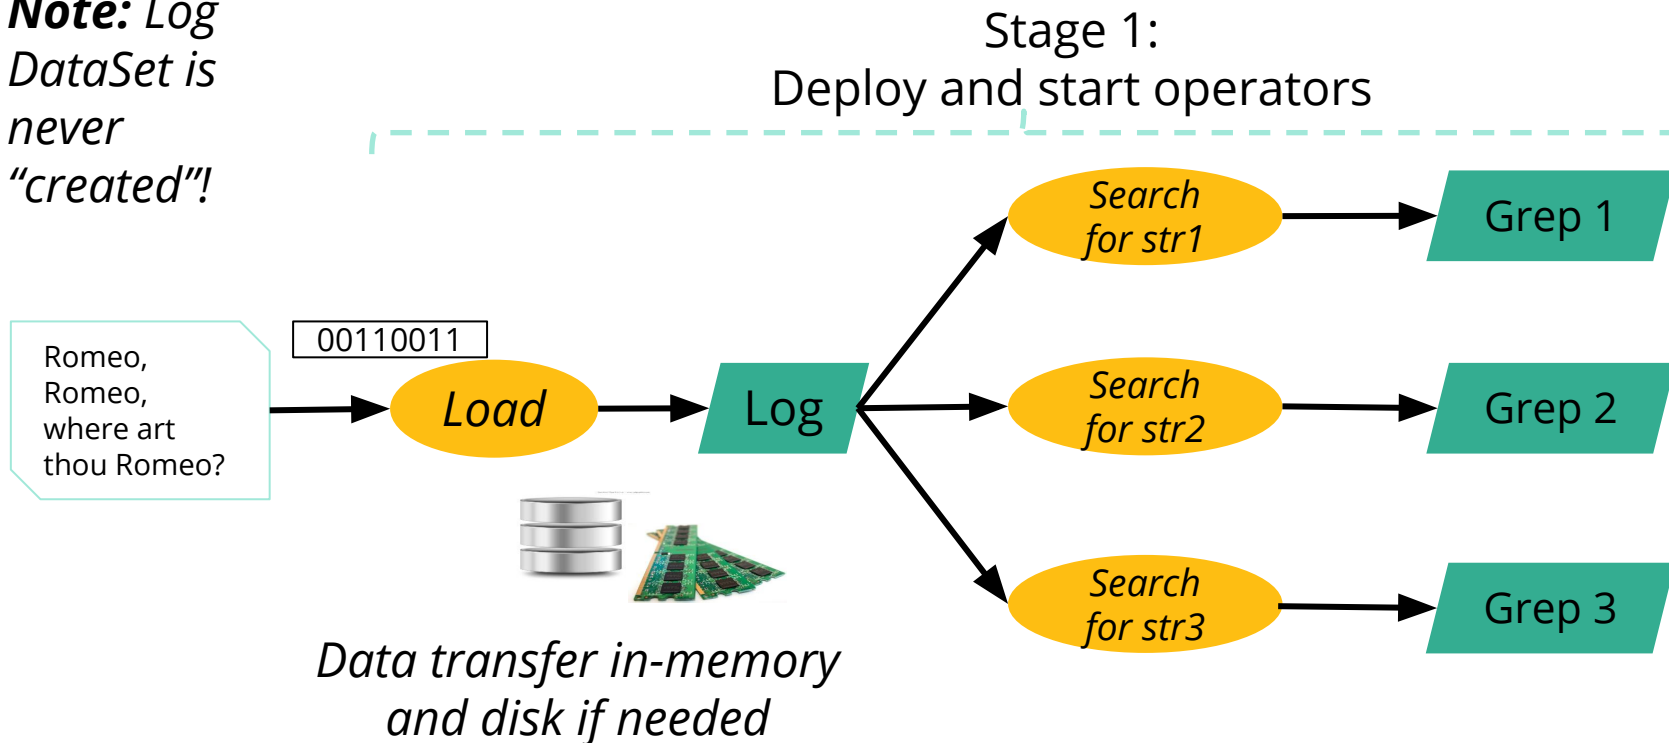 Note: Log
DataSet is
never
“created”!
Stage 1:
Deploy and start operators
Search
for str1
Grep 1
00110011
Romeo,
Romeo,
where art
thou Romeo?
Load
Log
Search
for str2
Grep 2
Search
for str3
Grep 3
Data transfer in-memory
and disk if needed